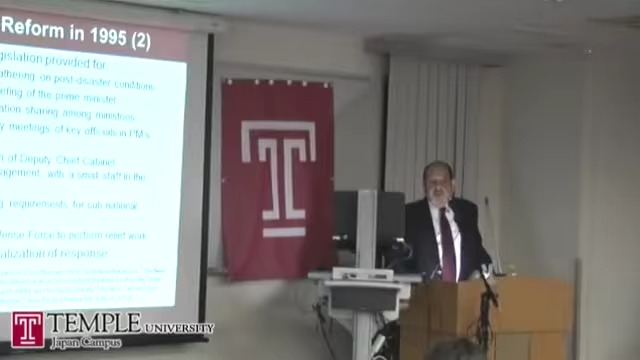 Reform in 1995 (2)
gislation provided for
athering on post-disaster conditions
efing of the prime minister
ation sharing among ministries
y meetings of key officials in PM's
of Deputy Chief Cabinet
agement, with a small staff in the
requirements for sub-national
ense Force to perform relief work
alization of response
T
T TEMPLE UNIVERSITY
Japan Campus